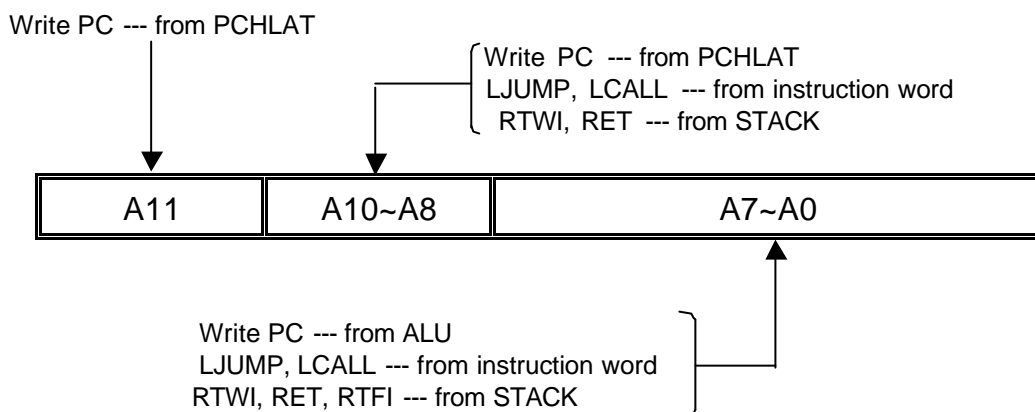 Write PC --- from PCHLAT
Write PC --- from PCHLAT
LJUMP, LCALL --- from instruction word
RTWI, RET --- from STACK
A11 A10~A8 A7~A0
Write PC --- from ALU
LJUMP, LCALL --- from instruction word
RTWI, RET, RTFI --- from STACK